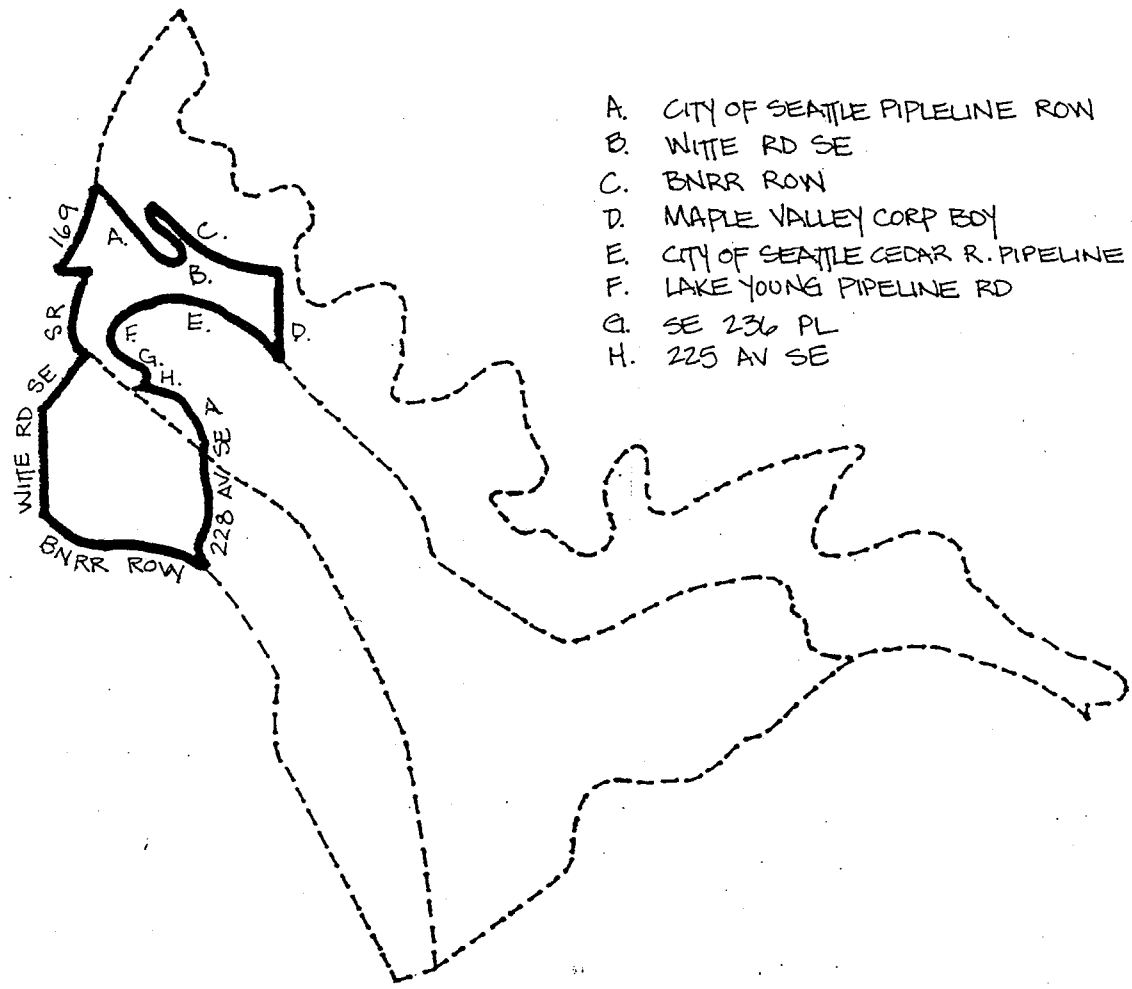 A. CITY OF SEATTLE PIPLELINE ROW
B. WITTE RD SE
C. BNRR ROW
D. MAPLE VALLEY CORP BDY
E. CITY OF SEATTLE CEDAR R. PIPELINE
F. LAKE YOUNG PIPELINE RD
G. SE 236 PL
H. 225 AV SE
169
A.
C.
B.
SR
E.
D.
F.
G.
H.
WITTE RD SE
A
228 AV SE
BNRR ROW